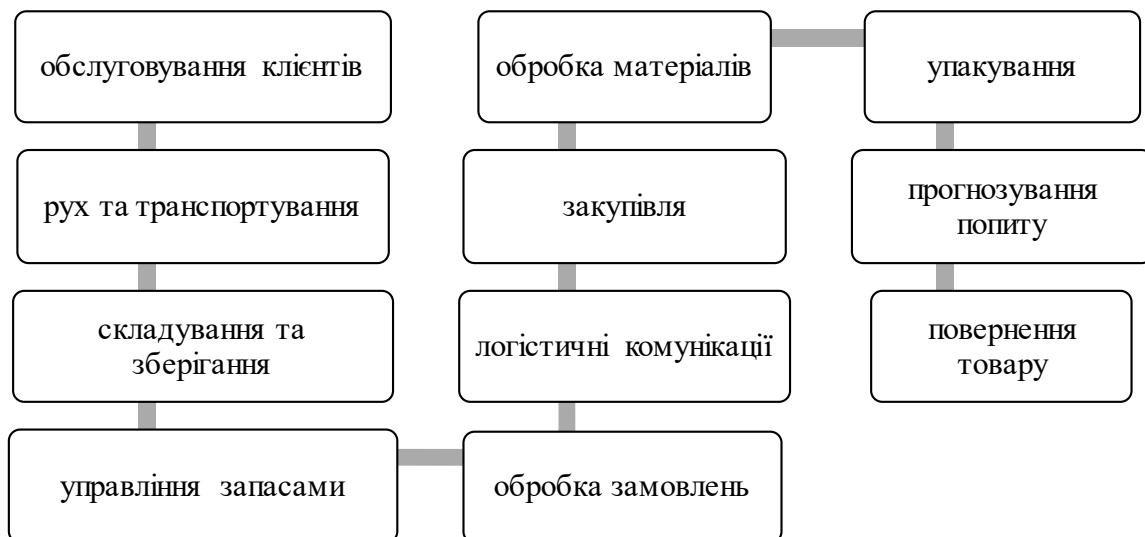 обслуговування клієнтів
рух та транспортування
складування та
зберігання
управління запасами
обробка замовлень
логістичні комунікації
закупівля
обробка матеріалів
упакування
прогнозування
попиту
повернення
товару